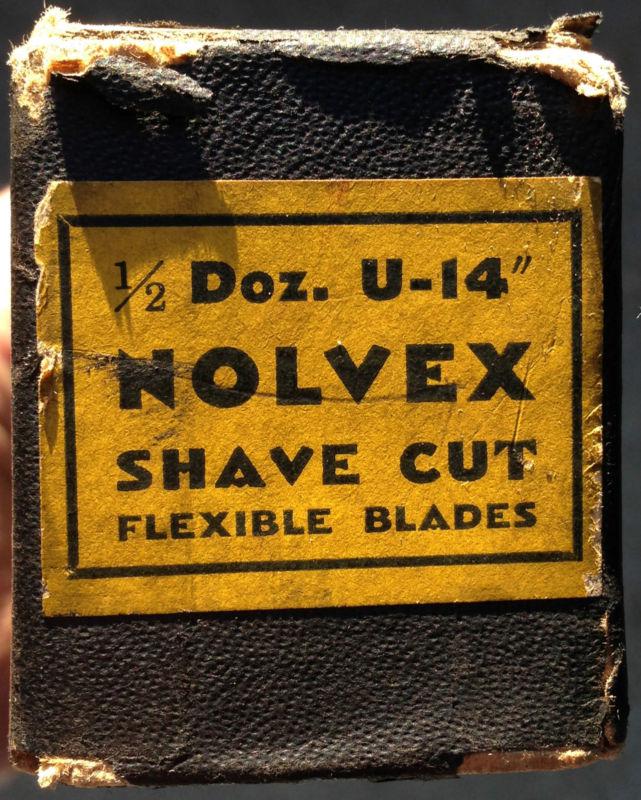 ½ Doz. U-14"
NOLVEX
SHAVE CUT
FLEXIBLE BLADES